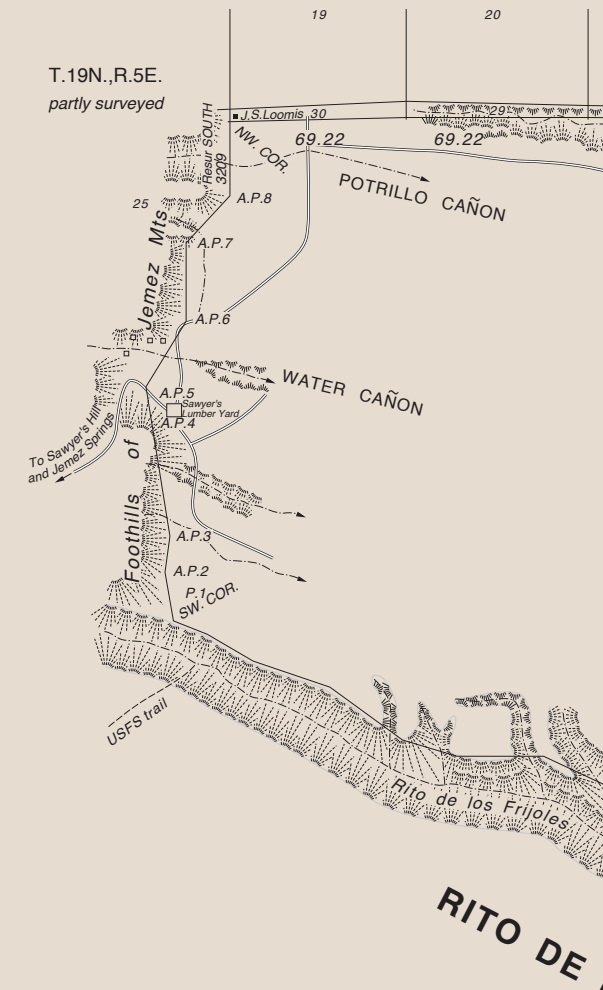 19
20
T.19N.,R.5E.
partly surveyed
Resur SOUTH
3209
J.S.Loomis
30
29
NW. COR.
69.22
69.22
POTRILLO CAÑON
25
A.P.8
A.P.7
Jemez Mts
A.P.6
WATER CAÑON
A.P.5
Sawyer's
Lumber Yard
A.P.4
To Sawyer's Hill
and Jemez Springs
Foothills of
A.P.3
A.P.2
P.1
SW. COR.
USFS trail
Rito de los Frijoles
RITO DE